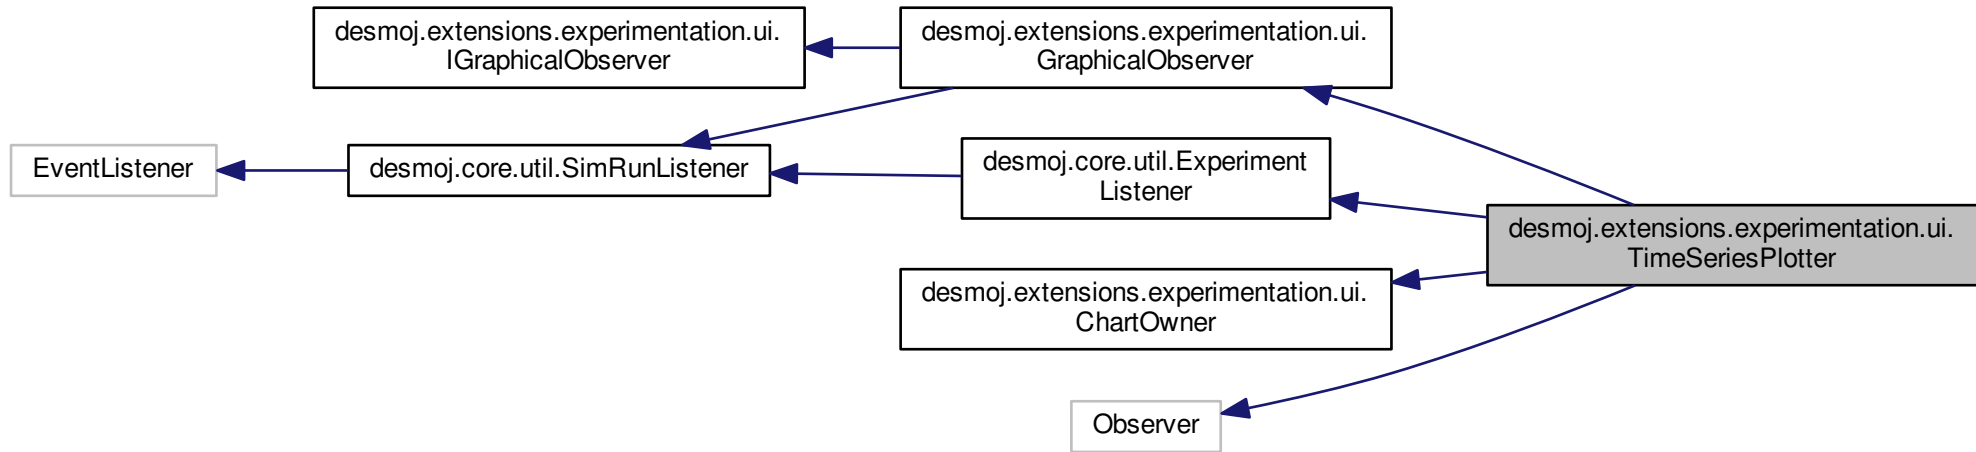 desmoj.extensions.experimentation.ui.
IGraphicalObserver
desmoj.extensions.experimentation.ui.
GraphicalObserver
EventListener
desmoj.core.util.SimRunListener
desmoj.core.util.Experiment
Listener
desmoj.extensions.experimentation.ui.
TimeSeriesPlotter
desmoj.extensions.experimentation.ui.
ChartOwner
Observer